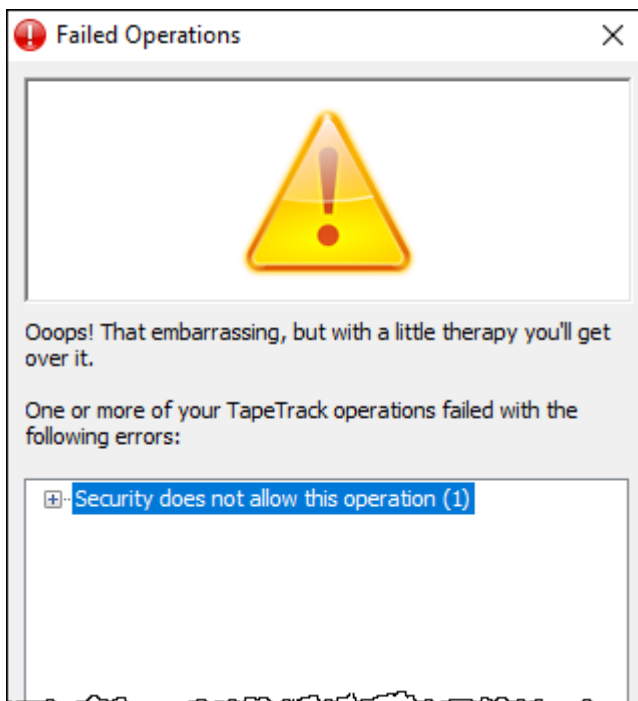 Failed Operations
Ooops! That embarrassing, but with a little therapy you'll get
over it.
One or more of your TapeTrack operations failed with the
following errors:
Security does not allow this operation (1)